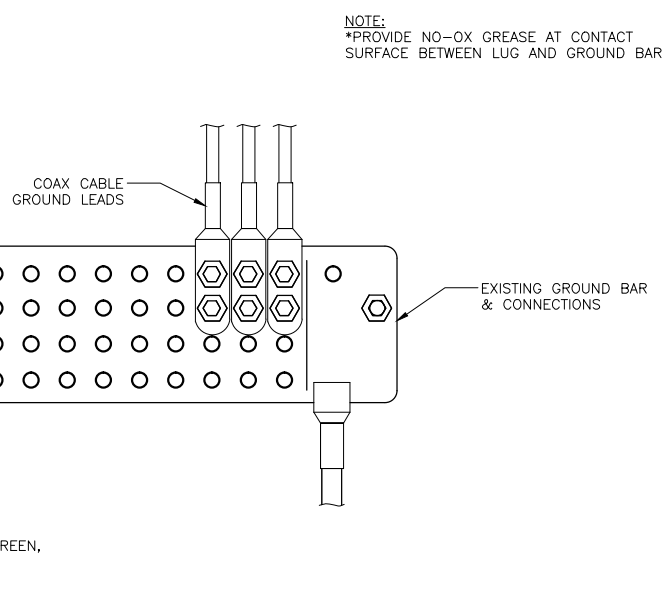 NOTE:
*PROVIDE NO-OX GREASE AT CONTACT
SURFACE BETWEEN LUG AND GROUND BAR
COAX CABLE
GROUND LEADS
EXISTING GROUND BAR
& CONNECTIONS
REEN,